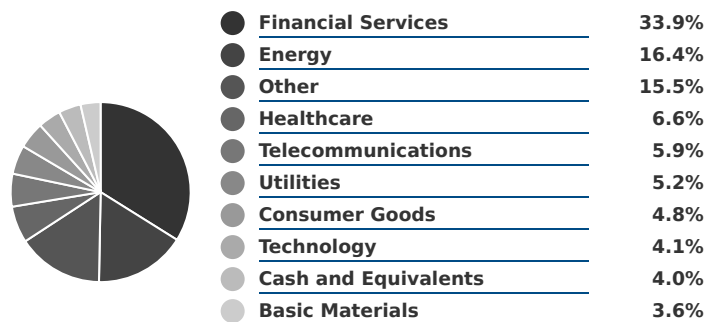 Financial Services 33.9%
Energy 16.4%
Other 15.5%
Healthcare 6.6%
Telecommunications 5.9%
Utilities 5.2%
Consumer Goods 4.8%
Technology 4.1%
Cash and Equivalents 4.0%
Basic Materials 3.6%